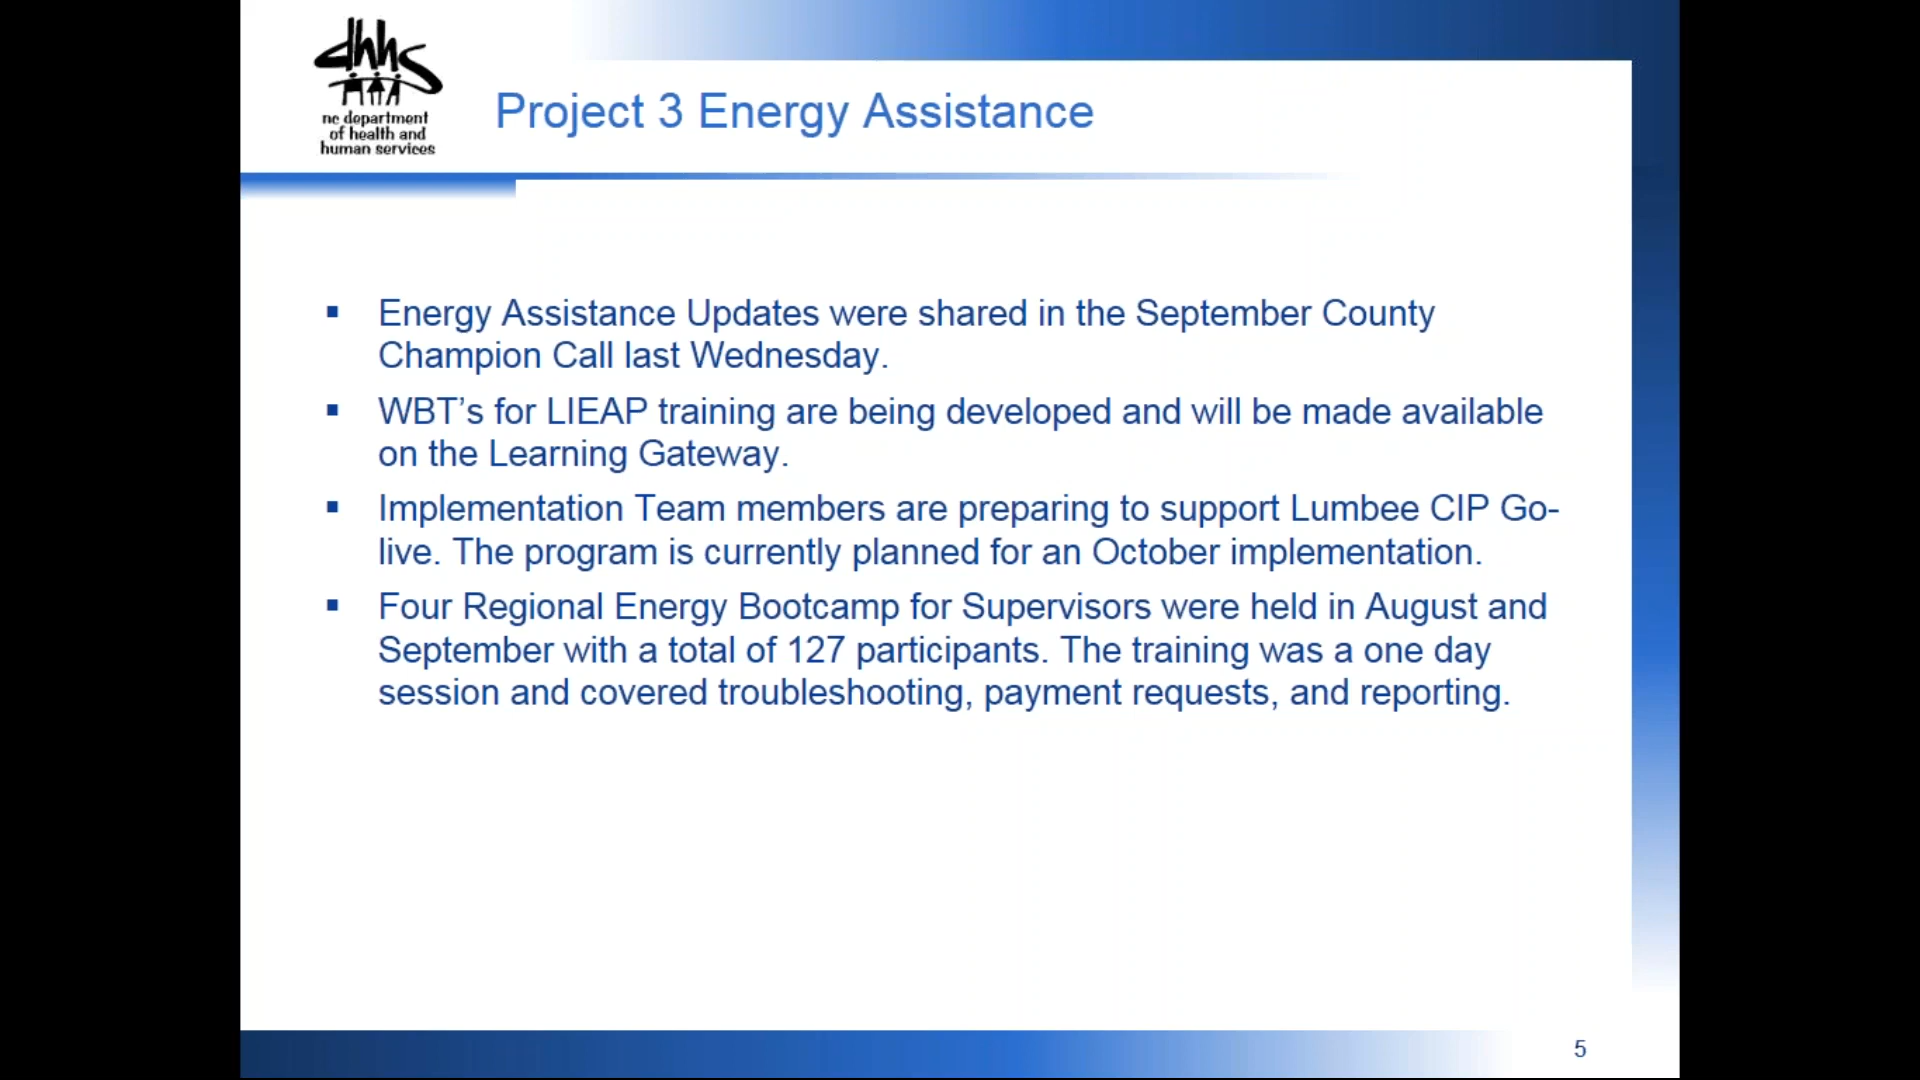 dhhs
nc department
of health and
human services
Project 3 Energy Assistance
▪ Energy Assistance Updates were shared in the September County
Champion Call last Wednesday.
▪ WBT’s for LIEAP training are being developed and will be made available
on the Learning Gateway.
▪ Implementation Team members are preparing to support Lumbee CIP Go-
live. The program is currently planned for an October implementation.
▪ Four Regional Energy Bootcamp for Supervisors were held in August and
September with a total of 127 participants. The training was a one day
session and covered troubleshooting, payment requests, and reporting.
5